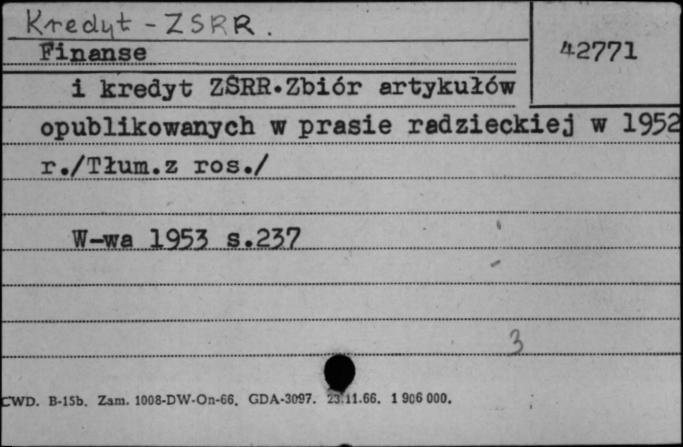 Kredyt - ZSRR.
Finanse
42771
i kredyt ZSRR.Zbiór artykułów
opublikowanych w prasie radzieckiej w 1952
r./Tłum.z ros./
W-wa 1953 s.237
3
CWD. B-15b. Zam. 1008-DW-On-66. GDA-3097. 23.11.66. 1 906 000.